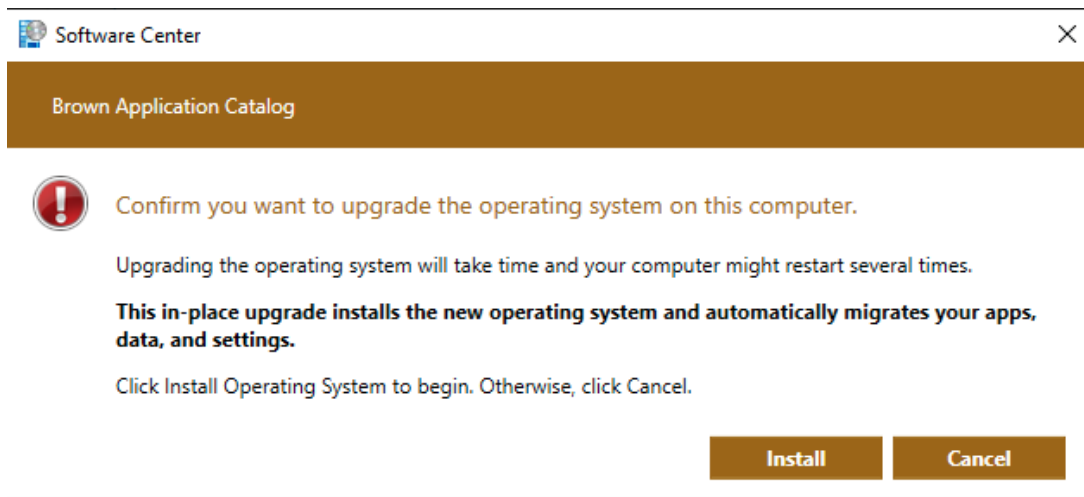 Software Center
Brown Application Catalog
Confirm you want to upgrade the operating system on this computer.
Upgrading the operating system will take time and your computer might restart several times.
This in-place upgrade installs the new operating system and automatically migrates your apps,
data, and settings.
Click Install Operating System to begin. Otherwise, click Cancel.
Install
Cancel